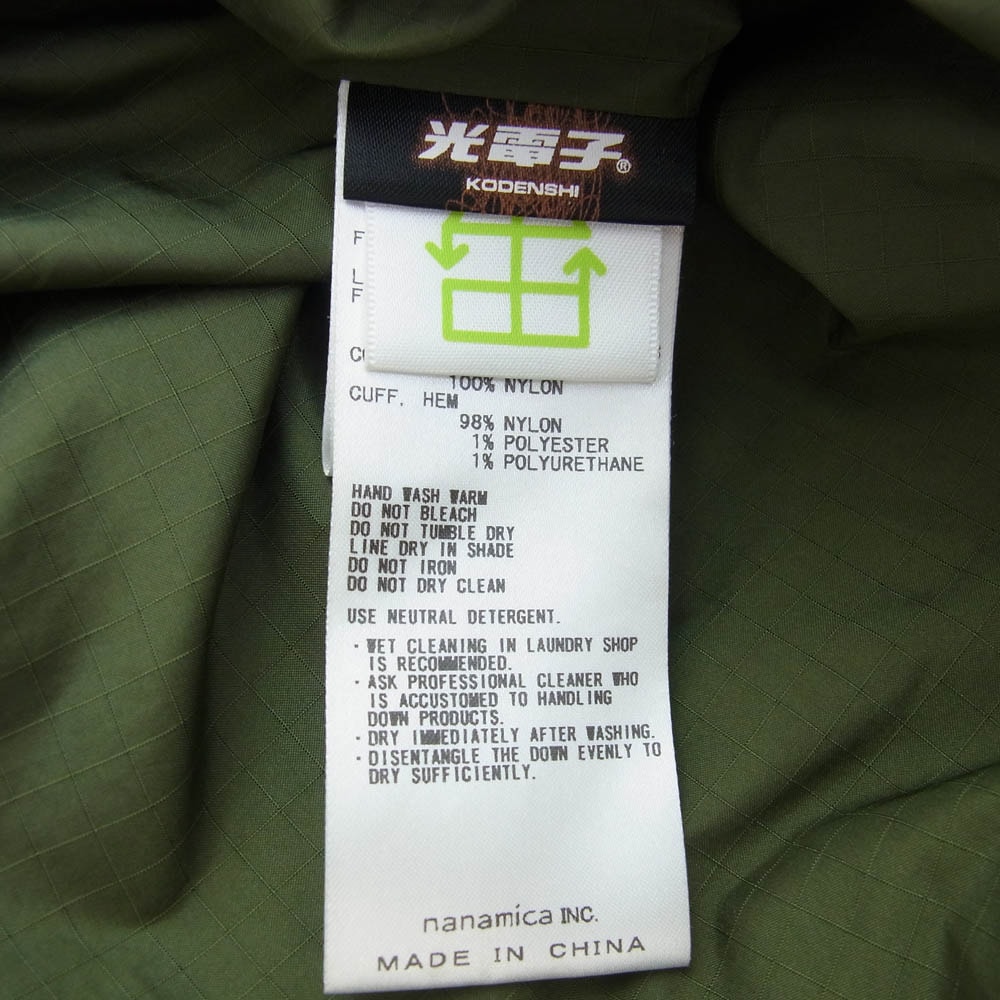 光電子®
KODENSHI
F
L
F
100% NYLON
CUFF. HEM
98% NYLON
1% POLYESTER
1% POLYURETHANE
HAND WASH WARM
DO NOT BLEACH
DO NOT TUMBLE DRY
LINE DRY IN SHADE
DO NOT IRON
DO NOT DRY CLEAN
USE NEUTRAL DETERGENT.
・WET CLEANING IN LAUNDRY SHOP
IS RECOMMENDED.
・ASK PROFESSIONAL CLEANER WHO
IS ACCUSTOMED TO HANDLING
DOWN PRODUCTS.
・DRY IMMEDIATELY AFTER WASHING.
・DISENTANGLE THE DOWN EVENLY TO
DRY SUFFICIENTLY.
nanamica INC.
MADE IN CHINA